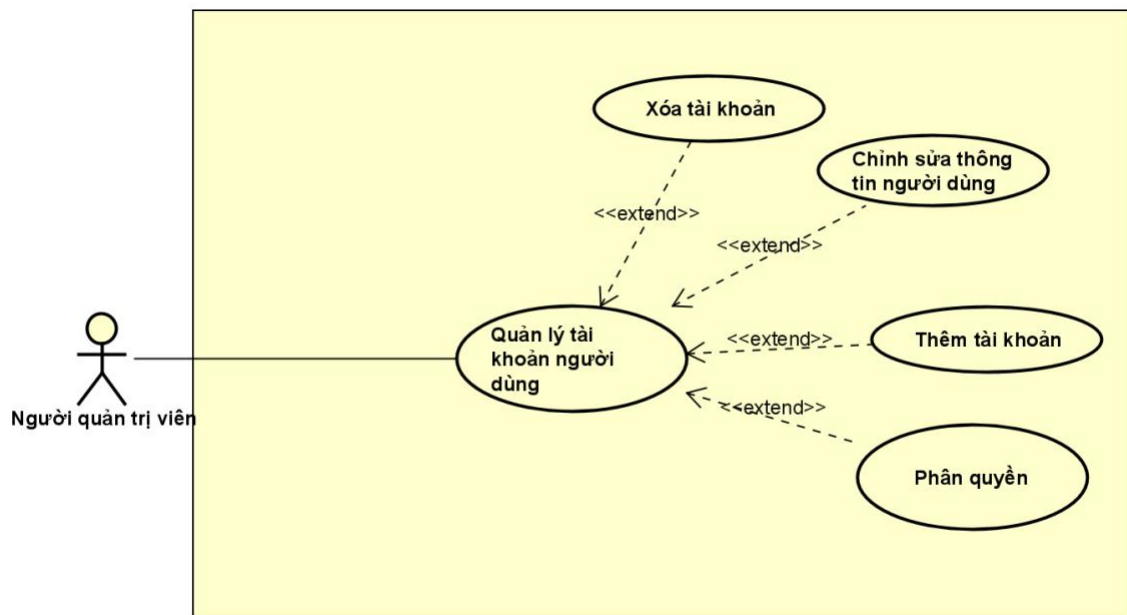 Xóa tài khoản
Chỉnh sửa thông
tin người dùng
<<extend>>
<<extend>>
Quản lý tài
khoản người
dùng
<<extend>>
Thêm tài khoản
<<extend>>
Người quản trị viên
Phân quyền